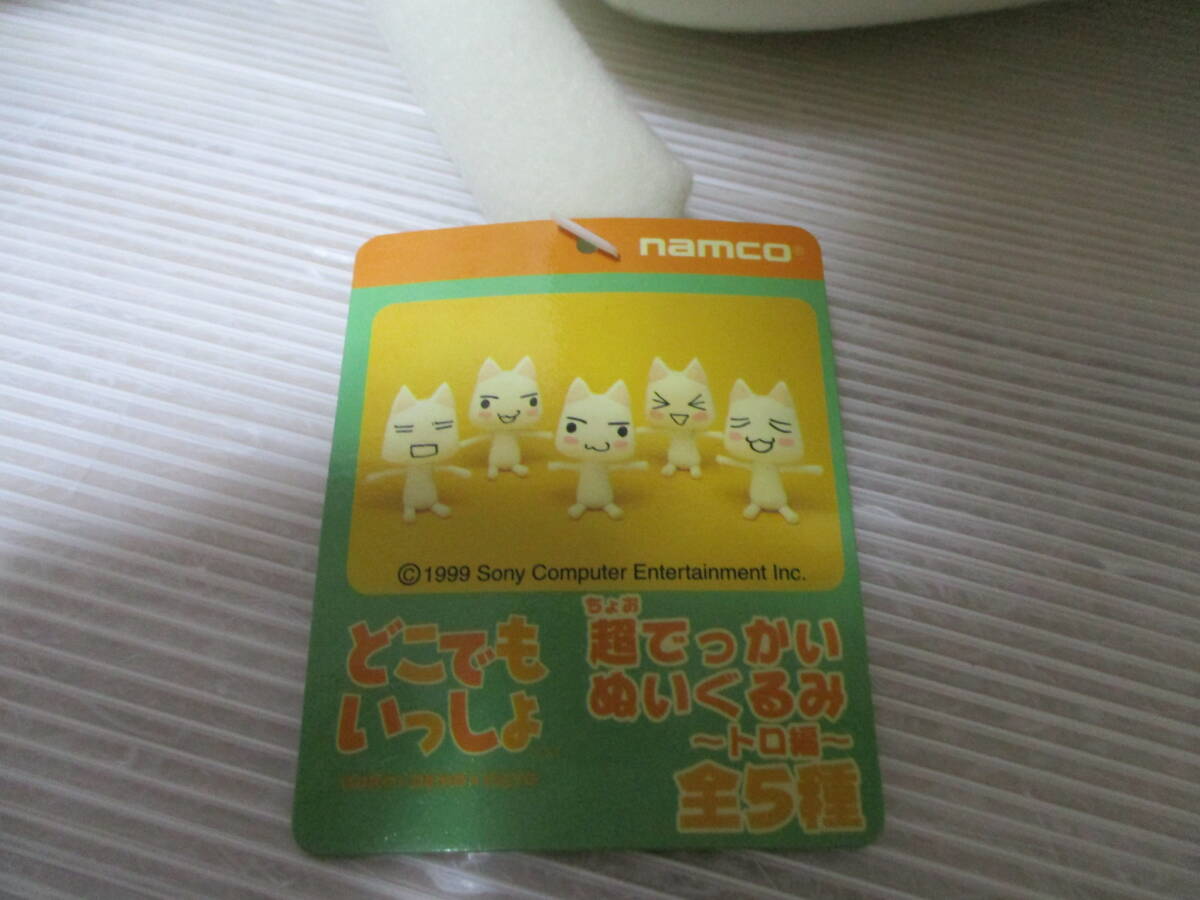 namco®
©1999 Sony Computer Entertainment Inc.
どこでも
いっしょ
ちょお
超でっかい
ぬいぐるみ
～トロ編～
全5種